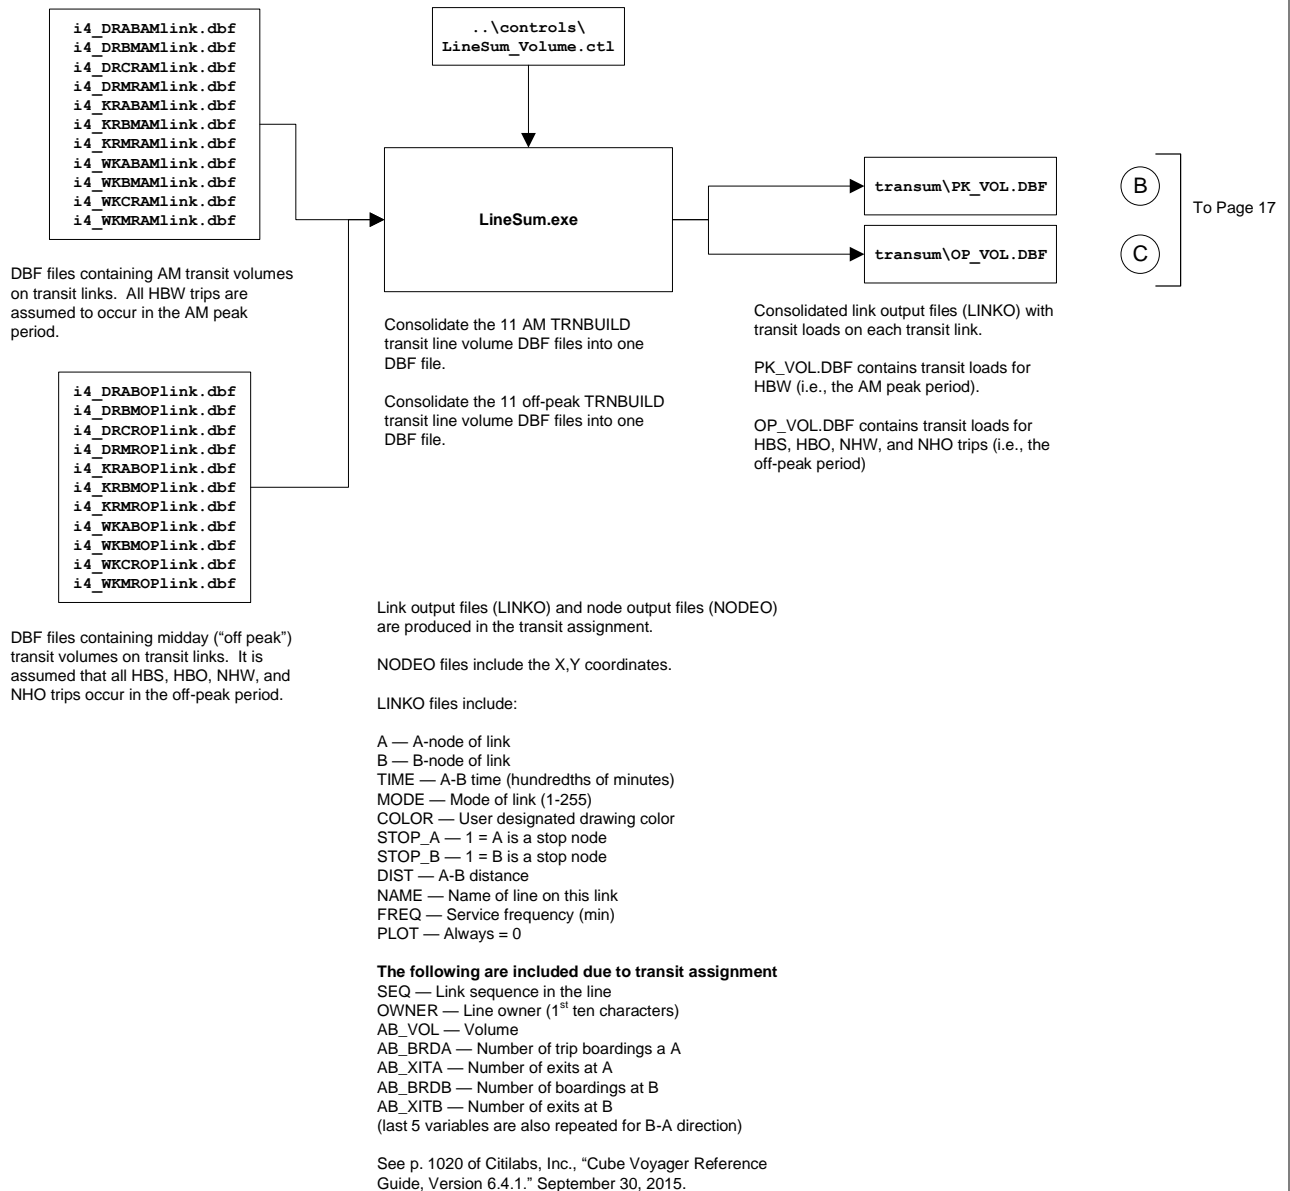 i4_DRABAMlink.dbf
i4_DRBMAMlink.dbf
i4_DRCRAMlink.dbf
i4_DRMRAMlink.dbf
i4_KRABAMlink.dbf
i4_KRBMAMlink.dbf
i4_KRMRAMlink.dbf
i4_WKABAMlink.dbf
i4_WKBMAMlink.dbf
i4_WKCRAMlink.dbf
i4_WKMRAMlink.dbf
DBF files containing AM transit volumes
on transit links. All HBW trips are
assumed to occur in the AM peak
period.
i4_DRABOPlink.dbf
i4_DRBMOPlink.dbf
i4_DRCROPlink.dbf
i4_DRMROPlink.dbf
i4_KRABOPlink.dbf
i4_KRBMOPlink.dbf
i4_KRMROPlink.dbf
i4_WKABOPlink.dbf
i4_WKBMOPlink.dbf
i4_WKCROPlink.dbf
i4_WKMROPlink.dbf
DBF files containing midday (“off peak”)
transit volumes on transit links. It is
assumed that all HBS, HBO, NHW, and
NHO trips occur in the off-peak period.
..\controls\
LineSum_Volume.ctl
LineSum.exe
Consolidate the 11 AM TRNBUILD
transit line volume DBF files into one
DBF file.
Consolidate the 11 off-peak TRNBUILD
transit line volume DBF files into one
DBF file.
transum\PK_VOL.DBF
transum\OP_VOL.DBF
B
C
To Page 17
Consolidated link output files (LINKO) with
transit loads on each transit link.
PK_VOL.DBF contains transit loads for
HBW (i.e., the AM peak period).
OP_VOL.DBF contains transit loads for
HBS, HBO, NHW, and NHO trips (i.e., the
off-peak period)
Link output files (LINKO) and node output files (NODEO)
are produced in the transit assignment.
NODEO files include the X,Y coordinates.
LINKO files include:
A — A-node of link
B — B-node of link
TIME — A-B time (hundredths of minutes)
MODE — Mode of link (1-255)
COLOR — User designated drawing color
STOP_A — 1 = A is a stop node
STOP_B — 1 = B is a stop node
DIST — A-B distance
NAME — Name of line on this link
FREQ — Service frequency (min)
PLOT — Always = 0
The following are included due to transit assignment
SEQ — Link sequence in the line
OWNER — Line owner (1st ten characters)
AB_VOL — Volume
AB_BRDA — Number of trip boardings a A
AB_XITA — Number of exits at A
AB_BRDB — Number of boardings at B
AB_XITB — Number of exits at B
(last 5 variables are also repeated for B-A direction)
See p. 1020 of Citilabs, Inc., “Cube Voyager Reference
Guide, Version 6.4.1.” September 30, 2015.